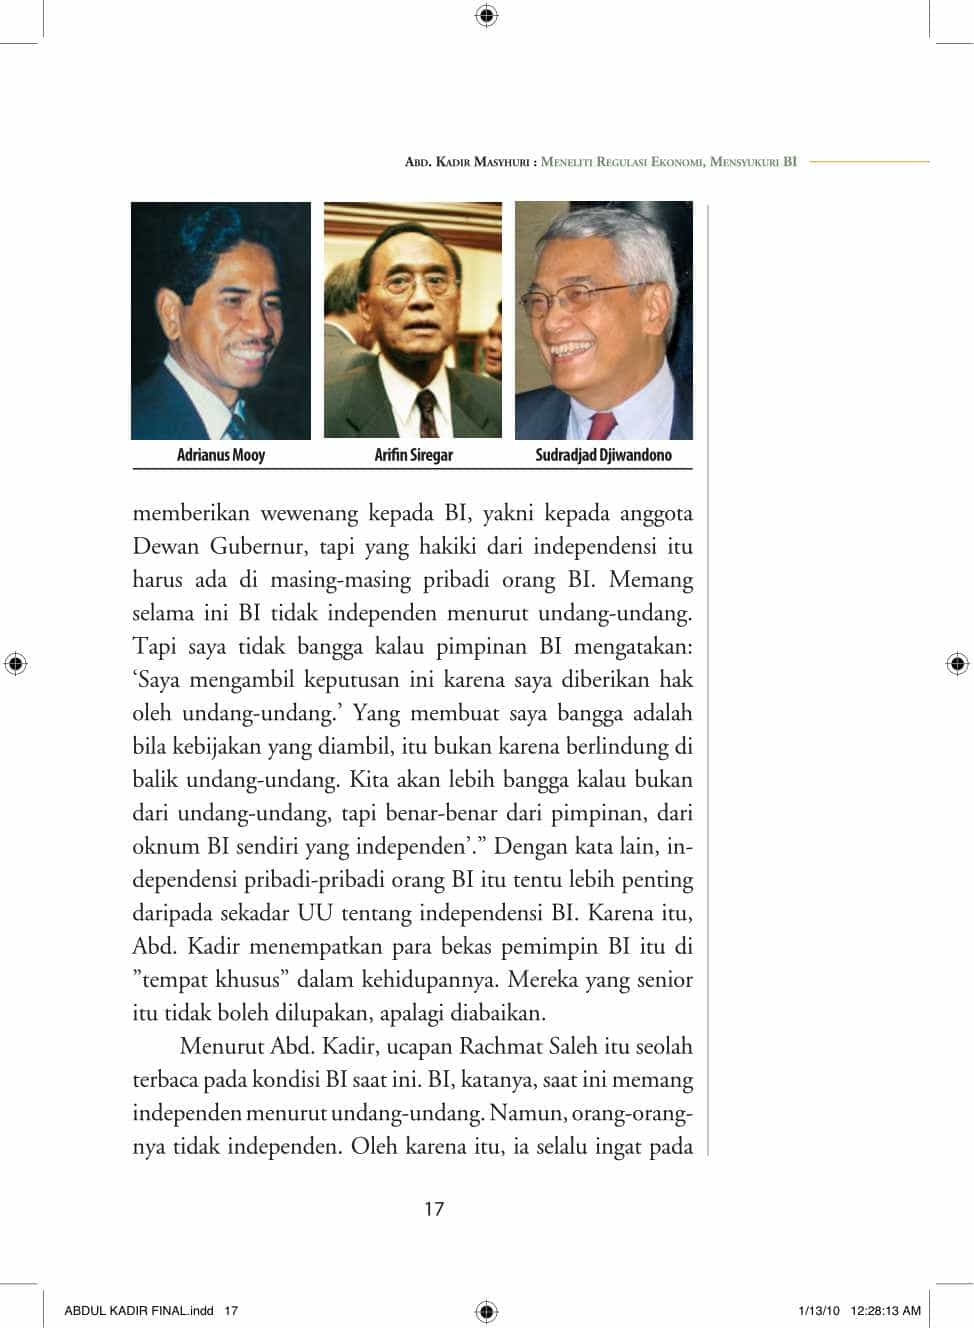 Abd. Kadir Masyhuri : Meneliti Regulasi Ekonomi, Mensyukuri BI
Adrianus Mooy
Arifin Siregar
Sudradjad Djiwandono
memberikan wewenang kepada BI, yakni kepada anggota
Dewan Gubernur, tapi yang hakiki dari independensi itu
harus ada di masing-masing pribadi orang BI. Memang
selama ini BI tidak independen menurut undang-undang.
Tapi saya tidak bangga kalau pimpinan BI mengatakan:
‘Saya mengambil keputusan ini karena saya diberikan hak
oleh undang-undang.’ Yang membuat saya bangga adalah
bila kebijakan yang diambil, itu bukan karena berlindung di
balik undang-undang. Kita akan lebih bangga kalau bukan
dari undang-undang, tapi benar-benar dari pimpinan, dari
oknum BI sendiri yang independen’.” Dengan kata lain, in-
dependensi pribadi-pribadi orang BI itu tentu lebih penting
daripada sekadar UU tentang independensi BI. Karena itu,
Abd. Kadir menempatkan para bekas pemimpin BI itu di
”tempat khusus” dalam kehidupannya. Mereka yang senior
itu tidak boleh dilupakan, apalagi diabaikan.
Menurut Abd. Kadir, ucapan Rachmat Saleh itu seolah
terbaca pada kondisi BI saat ini. BI, katanya, saat ini memang
independen menurut undang-undang. Namun, orang-orang-
nya tidak independen. Oleh karena itu, ia selalu ingat pada
17
ABDUL KADIR FINAL.indd 17
1/13/10 12:28:13 AM